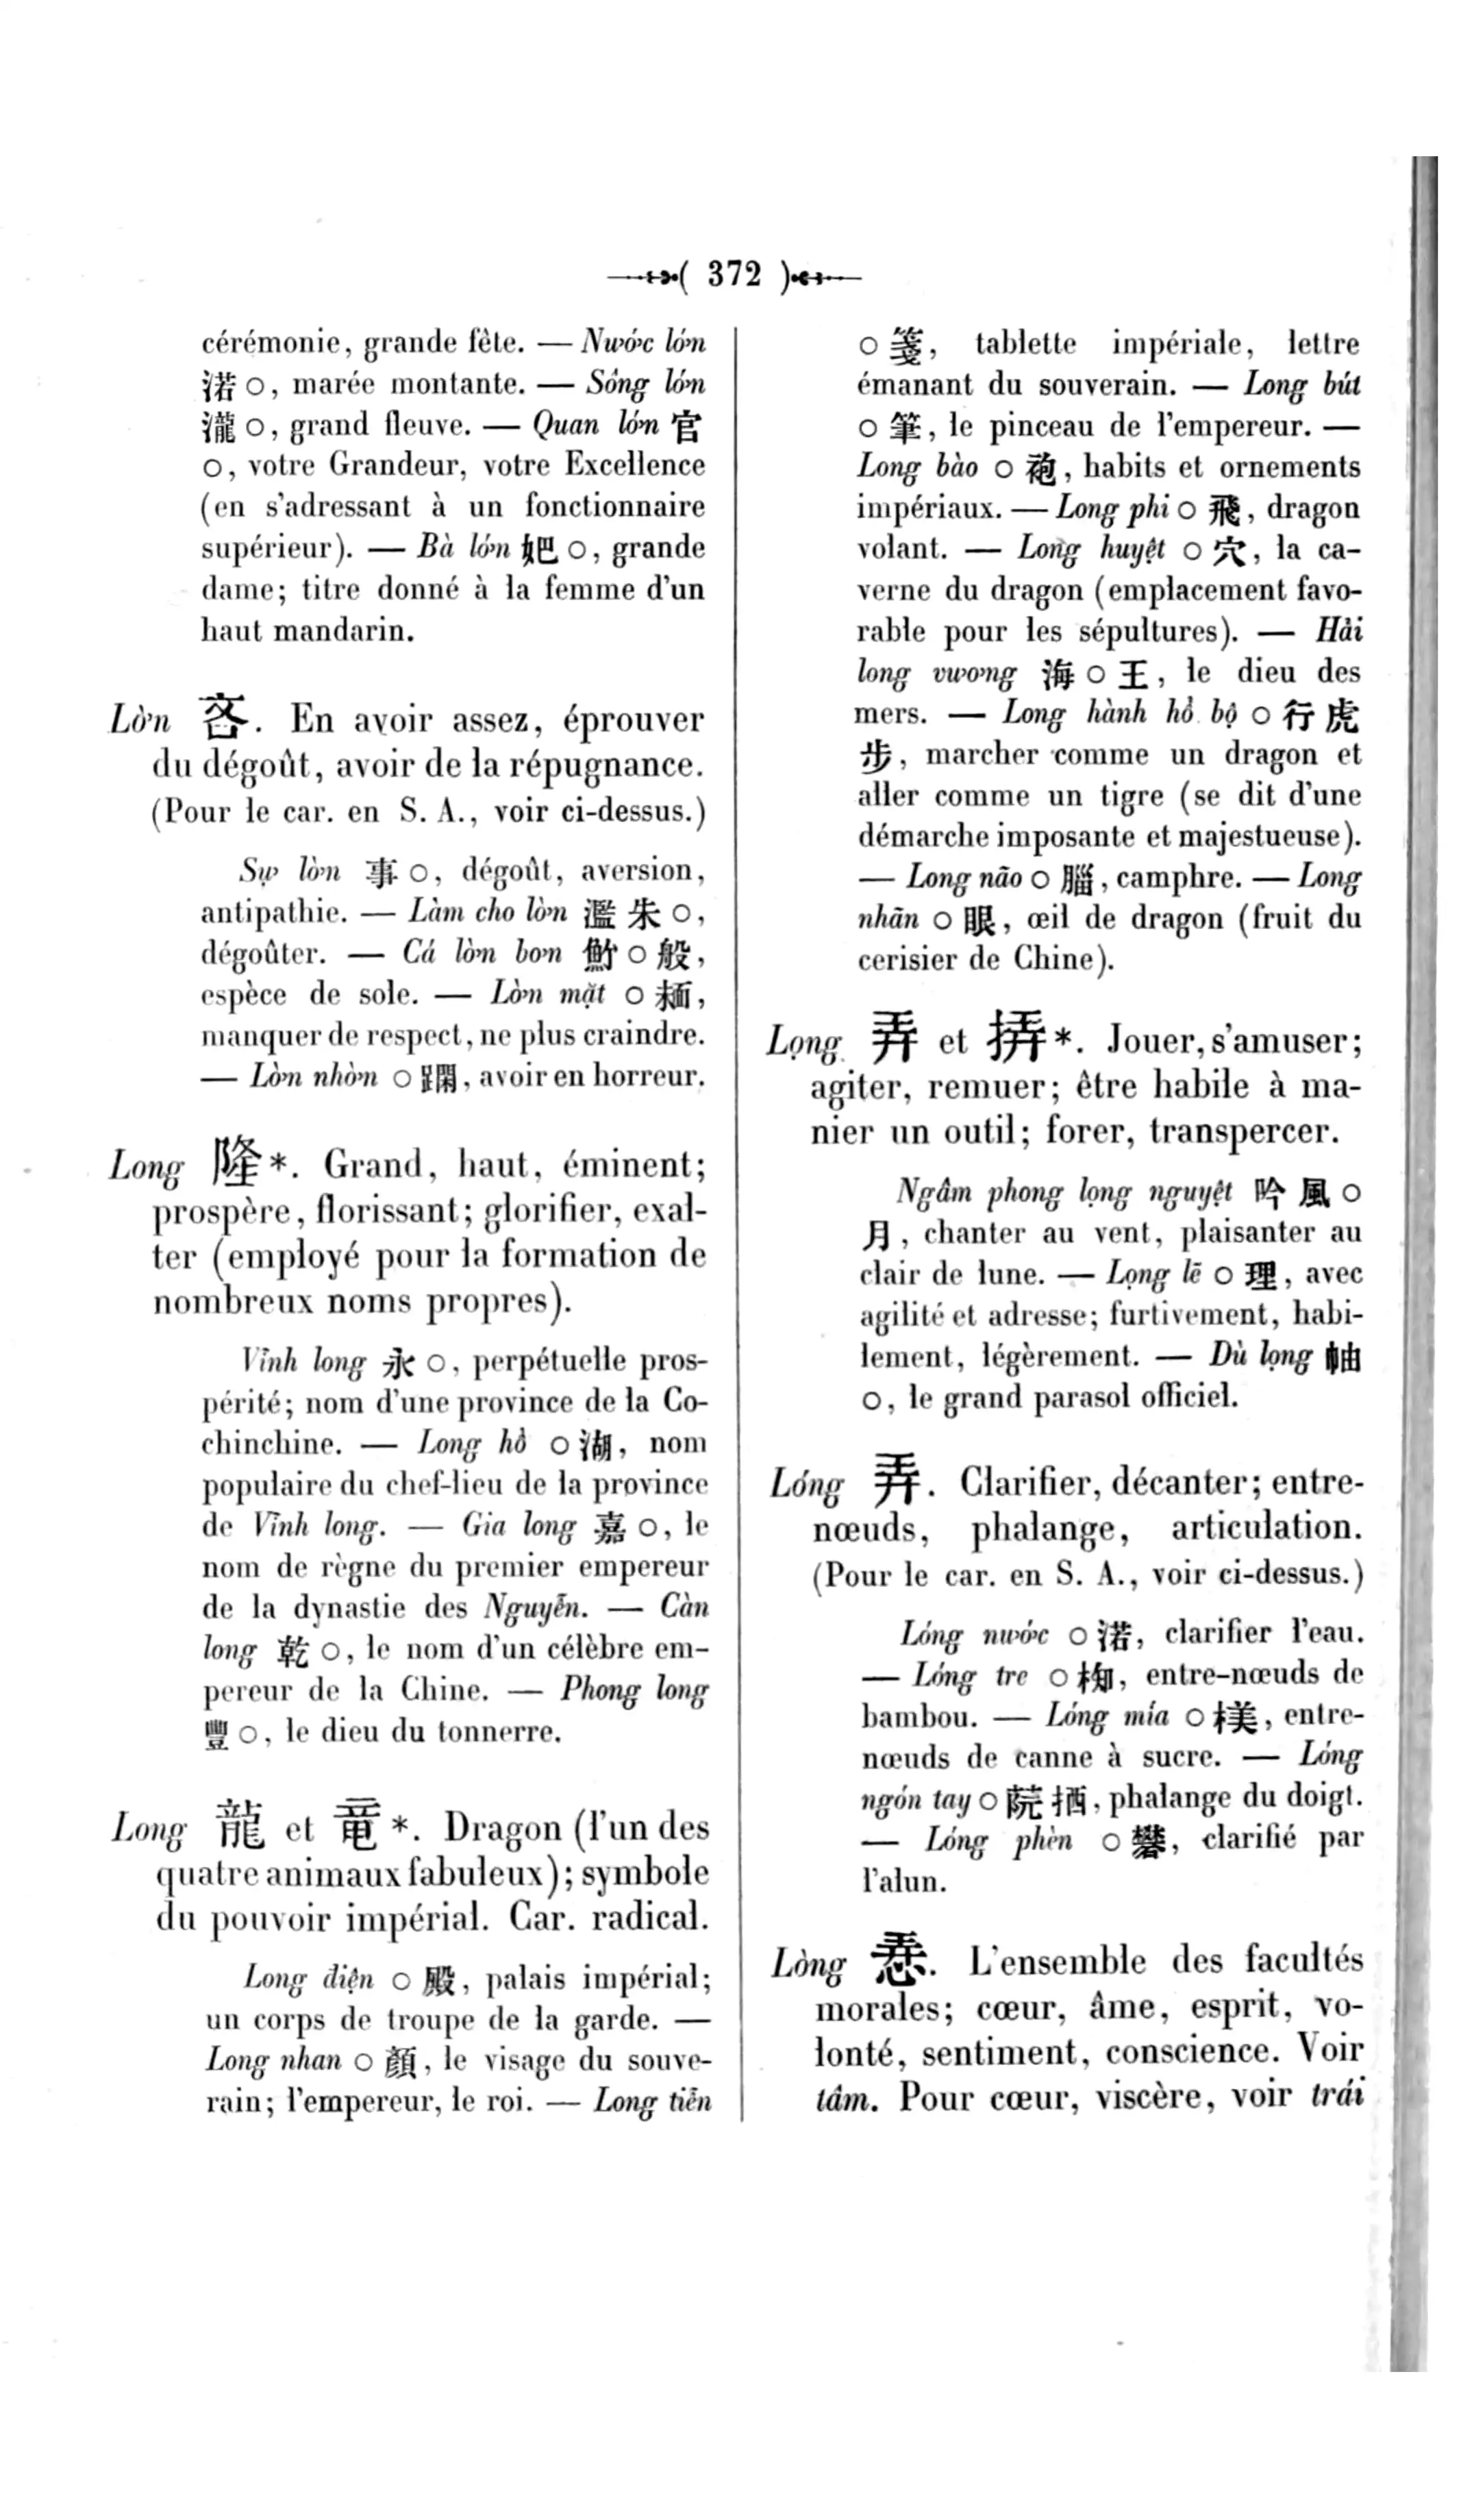 ( 372 )
cérémonie, grande fête. — Nước lớn
渃 ○, marée montante. — Sông lớn
瀧 ○, grand fleuve. — Quan lớn 官
○, votre Grandeur, votre Excellence
(en s'adressant à un fonctionnaire
supérieur). — Bà lớn 妑 ○, grande
dame; titre donné à la femme d'un
haut mandarin.
Lờn 吝. En avoir assez, éprouver
du dégoût, avoir de la répugnance.
(Pour le car. en S. A., voir ci-dessus.)
Sự lờn 事 ○, dégoût, aversion,
antipathie. — Làm cho lờn 濫 朱 ○,
dégoûter. — Cá lờn bơn 魪 ○ 般,
espèce de sole. — Lờn mặt ○ 𩈘,
manquer de respect, ne plus craindre.
— Lờn nhờn ○ 𨅉, avoir en horreur.
Long 隆*. Grand, haut, éminent;
prospère, florissant; glorifier, exal-
ter (employé pour la formation de
nombreux noms propres).
Vĩnh long 永 ○, perpétuelle pros-
périté; nom d'une province de la Co-
chinchine. — Long hồ ○ 湖, nom
populaire du chef-lieu de la province
de Vĩnh long. — Gia long 嘉 ○, le
nom de règne du premier empereur
de la dynastie des Nguyễn. — Càn
long 乾 ○, le nom d'un célèbre em-
pereur de la Chine. — Phong long
豐 ○, le dieu du tonnerre.
Long 龍 et 竜*. Dragon (l'un des
quatre animaux fabuleux); symbole
du pouvoir impérial. Car. radical.
Long điện ○ 殿, palais impérial;
un corps de troupe de la garde. —
Long nhan ○ 顏, le visage du souve-
rain; l'empereur, le roi. — Long tiễn
○ 箋, tablette impériale, lettre
émanant du souverain. — Long bút
○ 筆, le pinceau de l'empereur. —
Long bào ○ 袍, habits et ornements
impériaux. — Long phi ○ 飛, dragon
volant. — Long huyệt ○ 穴, la ca-
verne du dragon (emplacement favo-
rable pour les sépultures). — Hải
long vương 海 ○ 王, le dieu des
mers. — Long hành hổ bộ ○ 行 虎
步, marcher comme un dragon et
aller comme un tigre (se dit d'une
démarche imposante et majestueuse).
— Long não ○ 腦, camphre. — Long
nhãn ○ 眼, œil de dragon (fruit du
cerisier de Chine).
Lọng 弄 et 挵*. Jouer, s'amuser;
agiter, remuer; être habile à ma-
nier un outil; forer, transpercer.
Ngâm phong lọng nguyệt 吟 風 ○
月, chanter au vent, plaisanter au
clair de lune. — Lọng lẽ ○ 理, avec
agilité et adresse; furtivement, habi-
lement, légèrement. — Dù lọng 䡼
○, le grand parasol officiel.
Lóng 弄. Clarifier, décanter; entre-
nœuds, phalange, articulation.
(Pour le car. en S. A., voir ci-dessus.)
Lóng nước ○ 渃, clarifier l'eau.
— Lóng tre ○ 椥, entre-nœuds de
bambou. — Lóng mía ○ 樣, entre-
nœuds de canne à sucre. — Lóng
ngón tay ○ 𦵯 拪, phalange du doigt.
— Lóng phèn ○ 礬, clarifié par
l'alun.
Lòng 𢙱. L'ensemble des facultés
morales; cœur, âme, esprit, vo-
lonté, sentiment, conscience. Voir
tâm. Pour cœur, viscère, voir trái